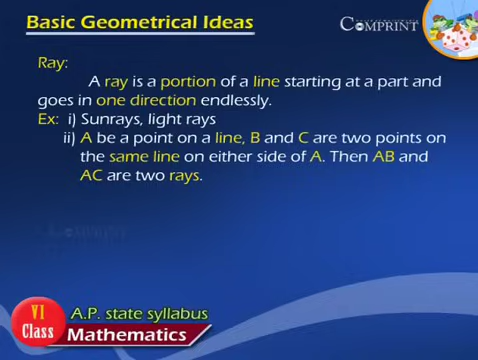 Basic Geometrical Ideas
COMPRINT
Ray:
A ray is a portion of a line starting at a part and
goes in one direction endlessly.
Ex: i) Sunrays, light rays
ii) A be a point on a line, B and C are two points on
the same line on either side of A. Then AB and
AC are two rays.
VI
Class
A.P. state syllabus
Mathematics